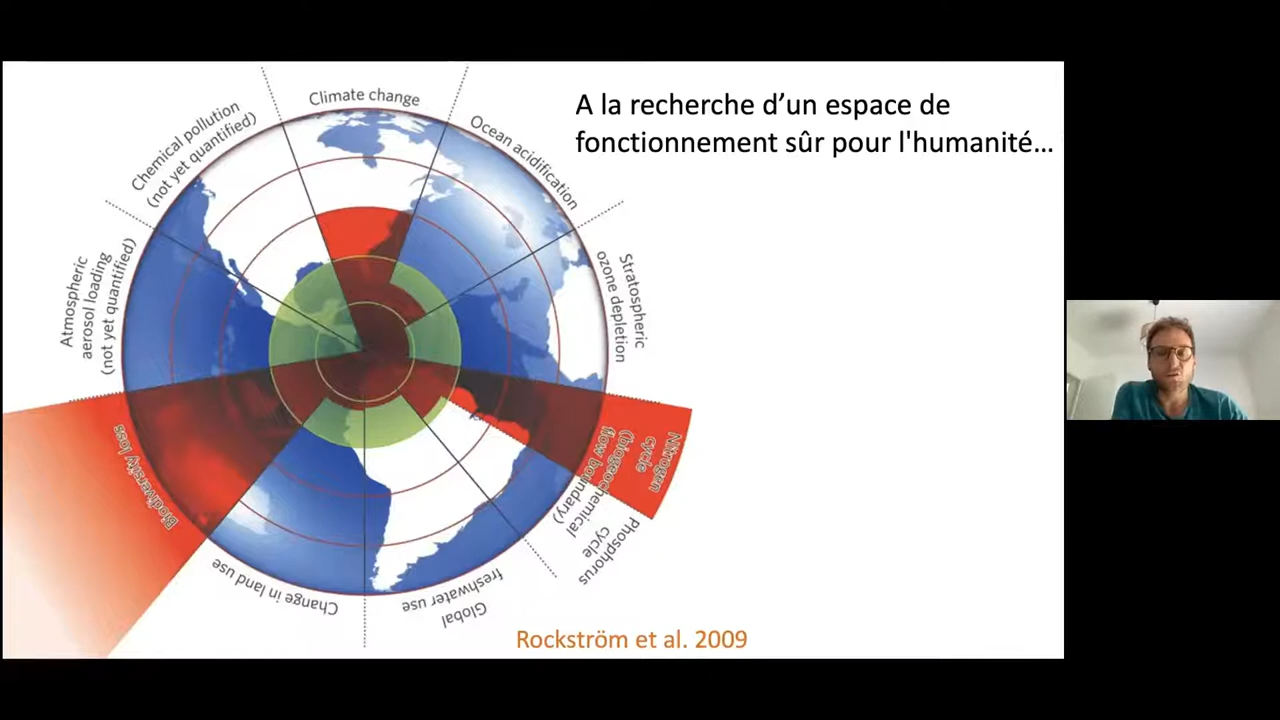 A la recherche d’un espace de
fonctionnement sûr pour l'humanité...
Climate change
Ocean acidification
Stratospheric
ozone depletion
Nitrogen
cycle
(biogeochemical
flow boundary)
Phosphorus
cycle
Global
freshwater use
Change in land use
Biodiversity loss
Atmospheric
aerosol loading
(not yet quantified)
Chemical pollution
(not yet quantified)
Rockström et al. 2009